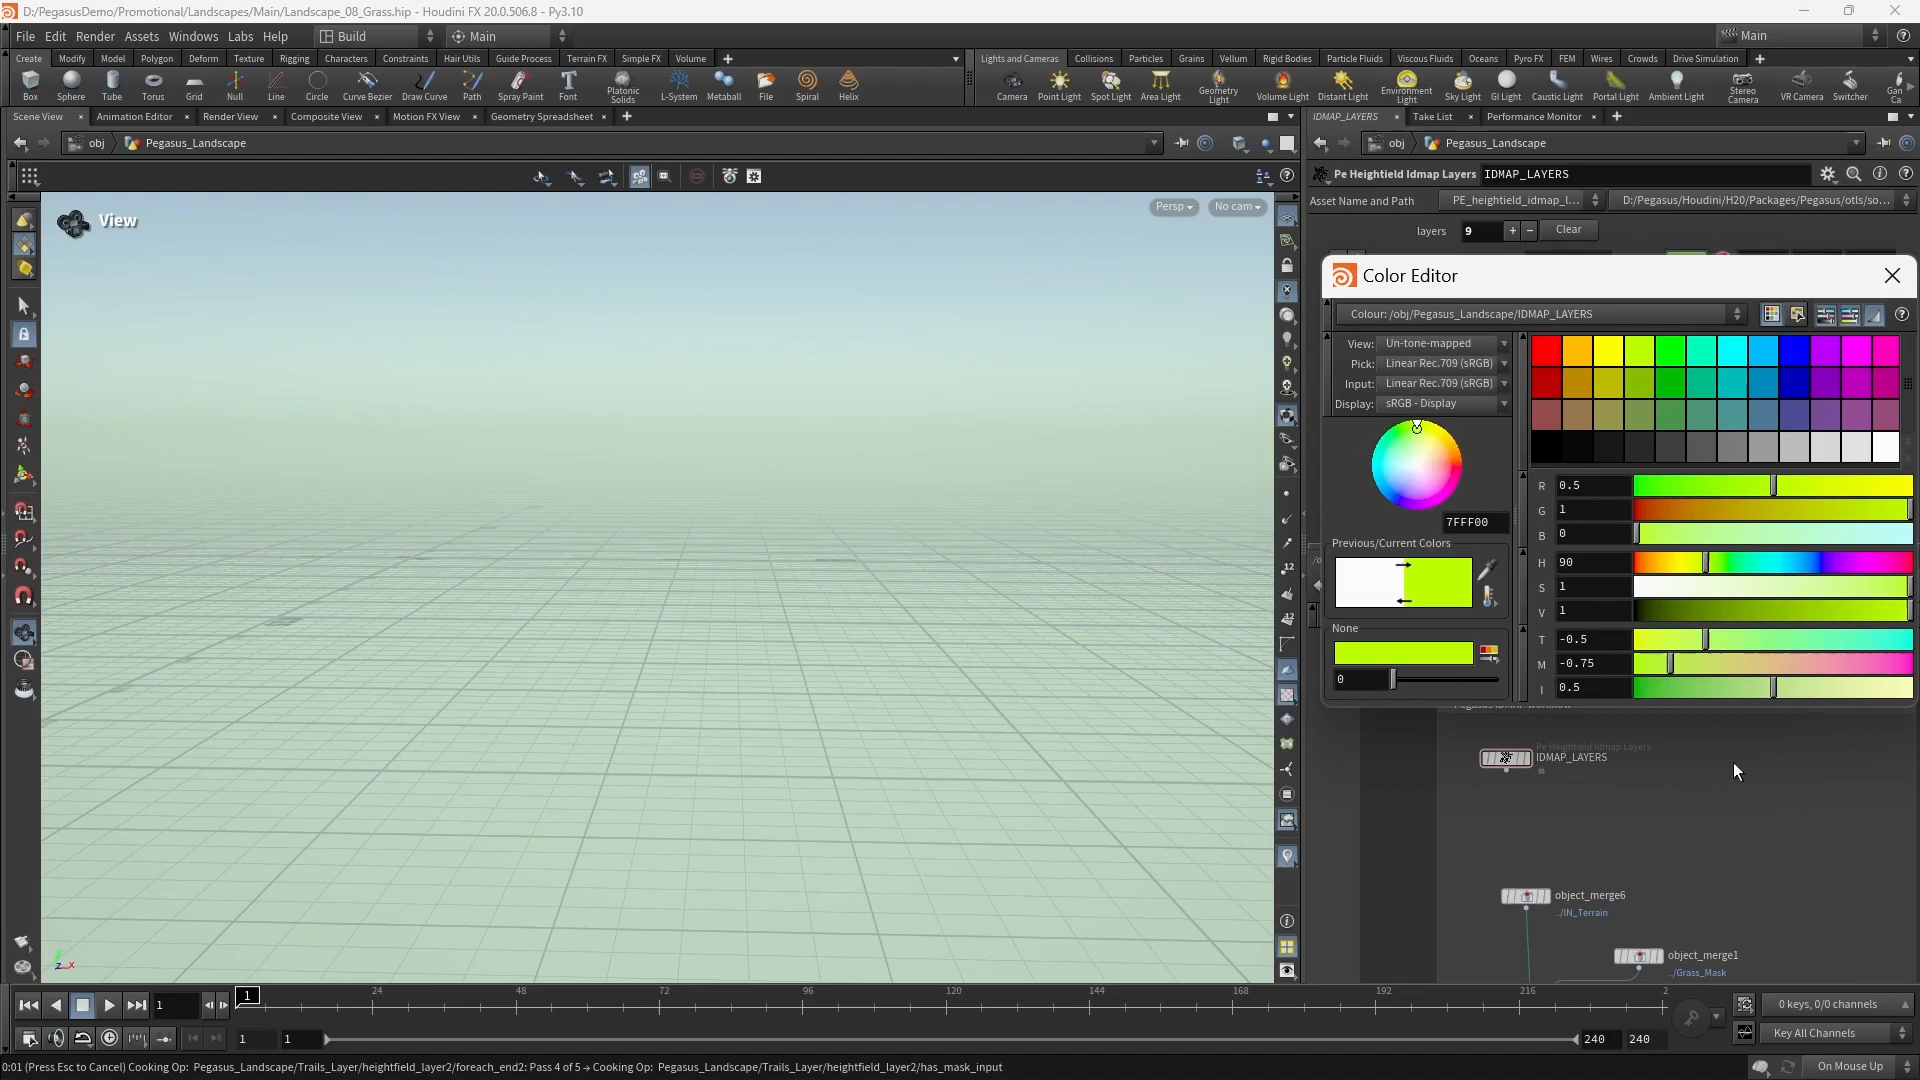 D:/PegasusDemo/Promotional/Landscapes/Main/Landscape_08_Grass.hip - Houdini FX 20.0.506.8 - Py3.10
File Edit Render Assets Windows Labs Help Build Main Main
Create Modify Model Polygon Deform Texture Rigging Characters Constraints Hair Utils Guide Process Terrain FX Simple FX Volume
Lights and Cameras Collisions Particles Grains Vellum Rigid Bodies Particle Fluids Viscous Fluids Oceans Pyro FX FEM Wires Crowds Drive Simulation
Box Sphere Tube Torus Grid Null Line Circle Curve Bezier Draw Curve Path Spray Paint Font Platonic Solids L-System Metaball File Spiral Helix
Camera Point Light Spot Light Area Light Geometry Light Volume Light Distant Light Environment Light Sky Light GI Light Caustic Light Portal Light Ambient Light Stereo Camera VR Camera Switcher Gan Ca
Scene View Animation Editor Render View Composite View Motion FX View Geometry Spreadsheet
IDMAP_LAYERS Take List Performance Monitor
obj Pegasus_Landscape
obj Pegasus_Landscape
Pe Heightfield Idmap Layers IDMAP_LAYERS
Asset Name and Path PE_heightfield_idmap_l... D:/Pegasus/Houdini/H20/Packages/Pegasus/otls/so...
View
Persp No cam
layers 9 + − Clear
Color Editor
Colour: /obj/Pegasus_Landscape/IDMAP_LAYERS
View: Un-tone-mapped
Pick: Linear Rec.709 (sRGB)
Input: Linear Rec.709 (sRGB)
Display: sRGB - Display
R 0.5
G 1
B 0
7FFF00
Previous/Current Colors
H 90
S 1
V 1
None
T -0.5
M -0.75
I 0.5
0
Pe Heightfield Idmap Layers
IDMAP_LAYERS
object_merge6
../IN_Terrain
object_merge1
../Grass_Mask
z x
12
12
1 1 24 48 72 96 120 144 168 192 216 2
0 keys, 0/0 channels
1 1 240 240 Key All Channels
0:01 (Press Esc to Cancel) Cooking Op: Pegasus_Landscape/Trails_Layer/heightfield_layer2/foreach_end2: Pass 4 of 5 → Cooking Op: Pegasus_Landscape/Trails_Layer/heightfield_layer2/has_mask_input
On Mouse Up